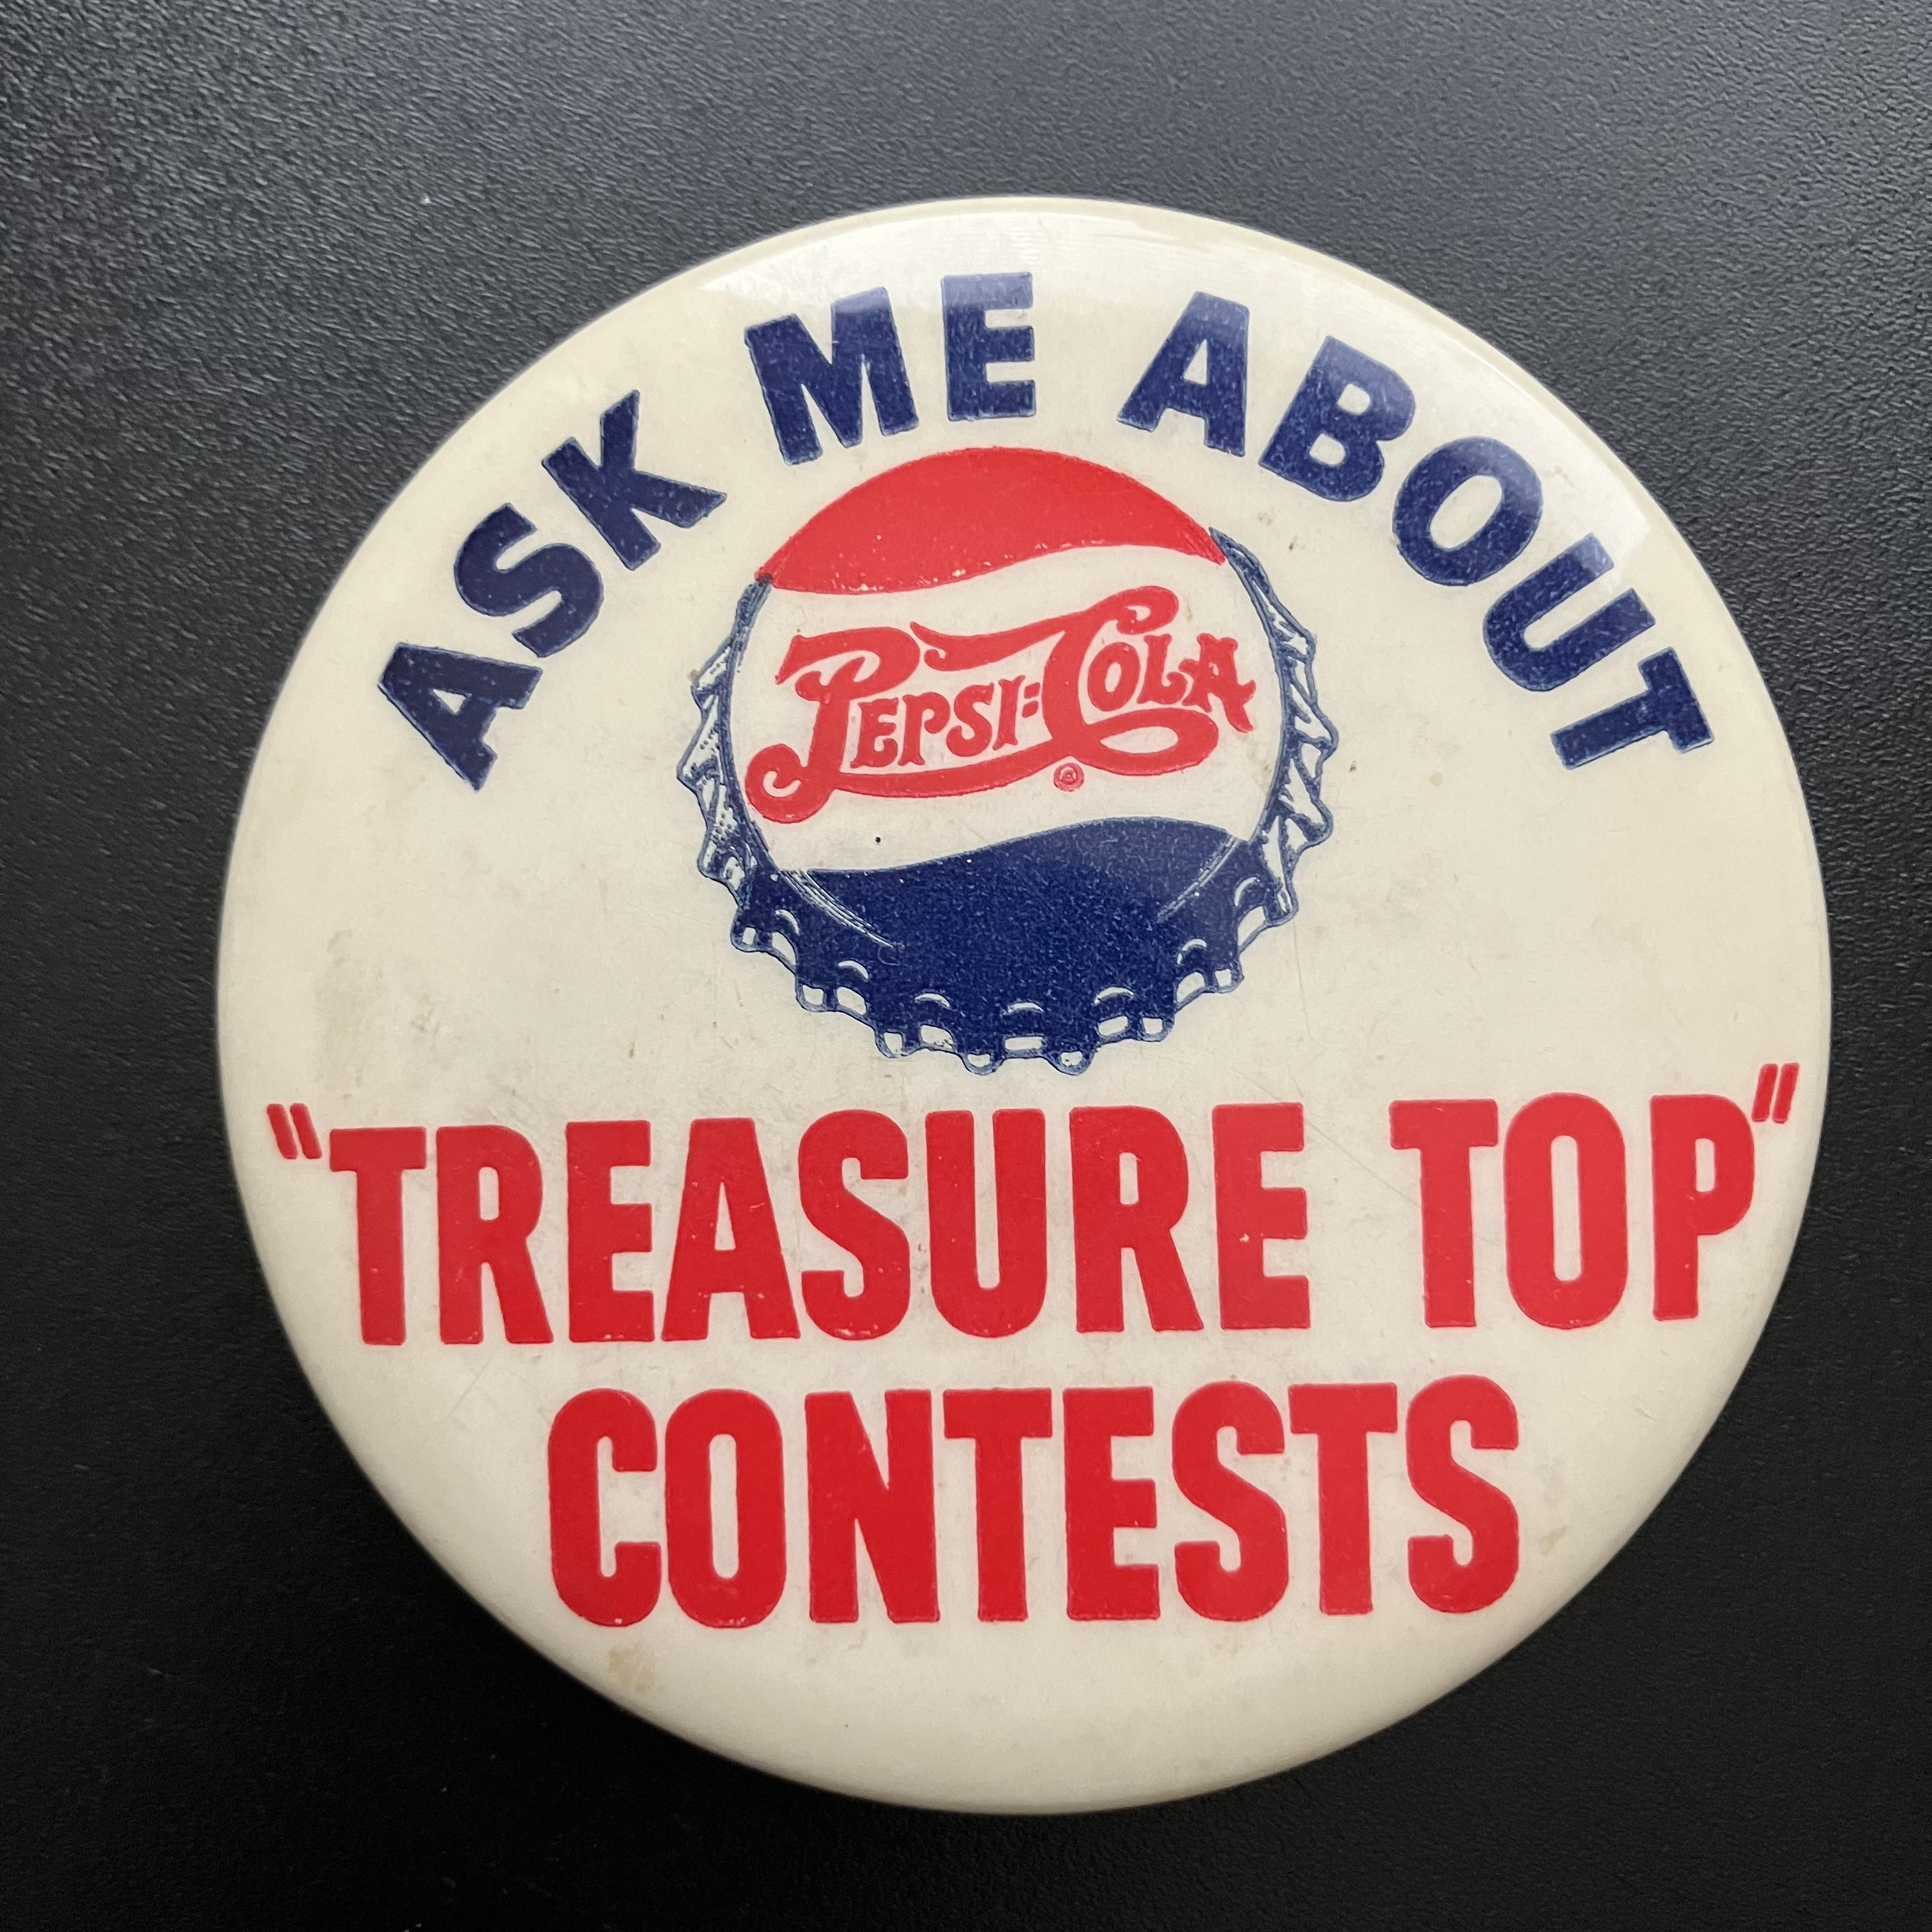 ASK ME ABOUT
PEPSI-COLA
®
"TREASURE TOP"
CONTESTS